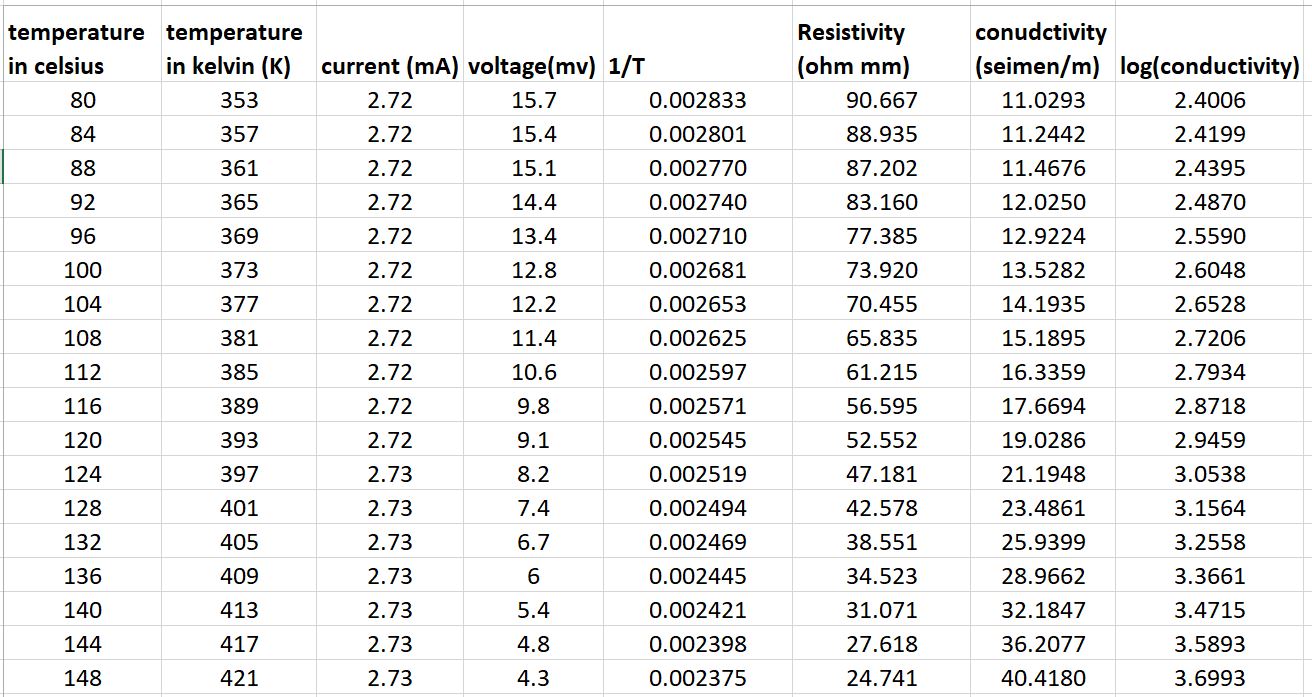 temperature in celsius temperature in kelvin (K) current (mA) voltage(mv) 1/T Resistivity (ohm mm) conudctivity (seimen/m) log(conductivity)
80 353 2.72 15.7 0.002833 90.667 11.0293 2.4006
84 357 2.72 15.4 0.002801 88.935 11.2442 2.4199
88 361 2.72 15.1 0.002770 87.202 11.4676 2.4395
92 365 2.72 14.4 0.002740 83.160 12.0250 2.4870
96 369 2.72 13.4 0.002710 77.385 12.9224 2.5590
100 373 2.72 12.8 0.002681 73.920 13.5282 2.6048
104 377 2.72 12.2 0.002653 70.455 14.1935 2.6528
108 381 2.72 11.4 0.002625 65.835 15.1895 2.7206
112 385 2.72 10.6 0.002597 61.215 16.3359 2.7934
116 389 2.72 9.8 0.002571 56.595 17.6694 2.8718
120 393 2.72 9.1 0.002545 52.552 19.0286 2.9459
124 397 2.73 8.2 0.002519 47.181 21.1948 3.0538
128 401 2.73 7.4 0.002494 42.578 23.4861 3.1564
132 405 2.73 6.7 0.002469 38.551 25.9399 3.2558
136 409 2.73 6 0.002445 34.523 28.9662 3.3661
140 413 2.73 5.4 0.002421 31.071 32.1847 3.4715
144 417 2.73 4.8 0.002398 27.618 36.2077 3.5893
148 421 2.73 4.3 0.002375 24.741 40.4180 3.6993